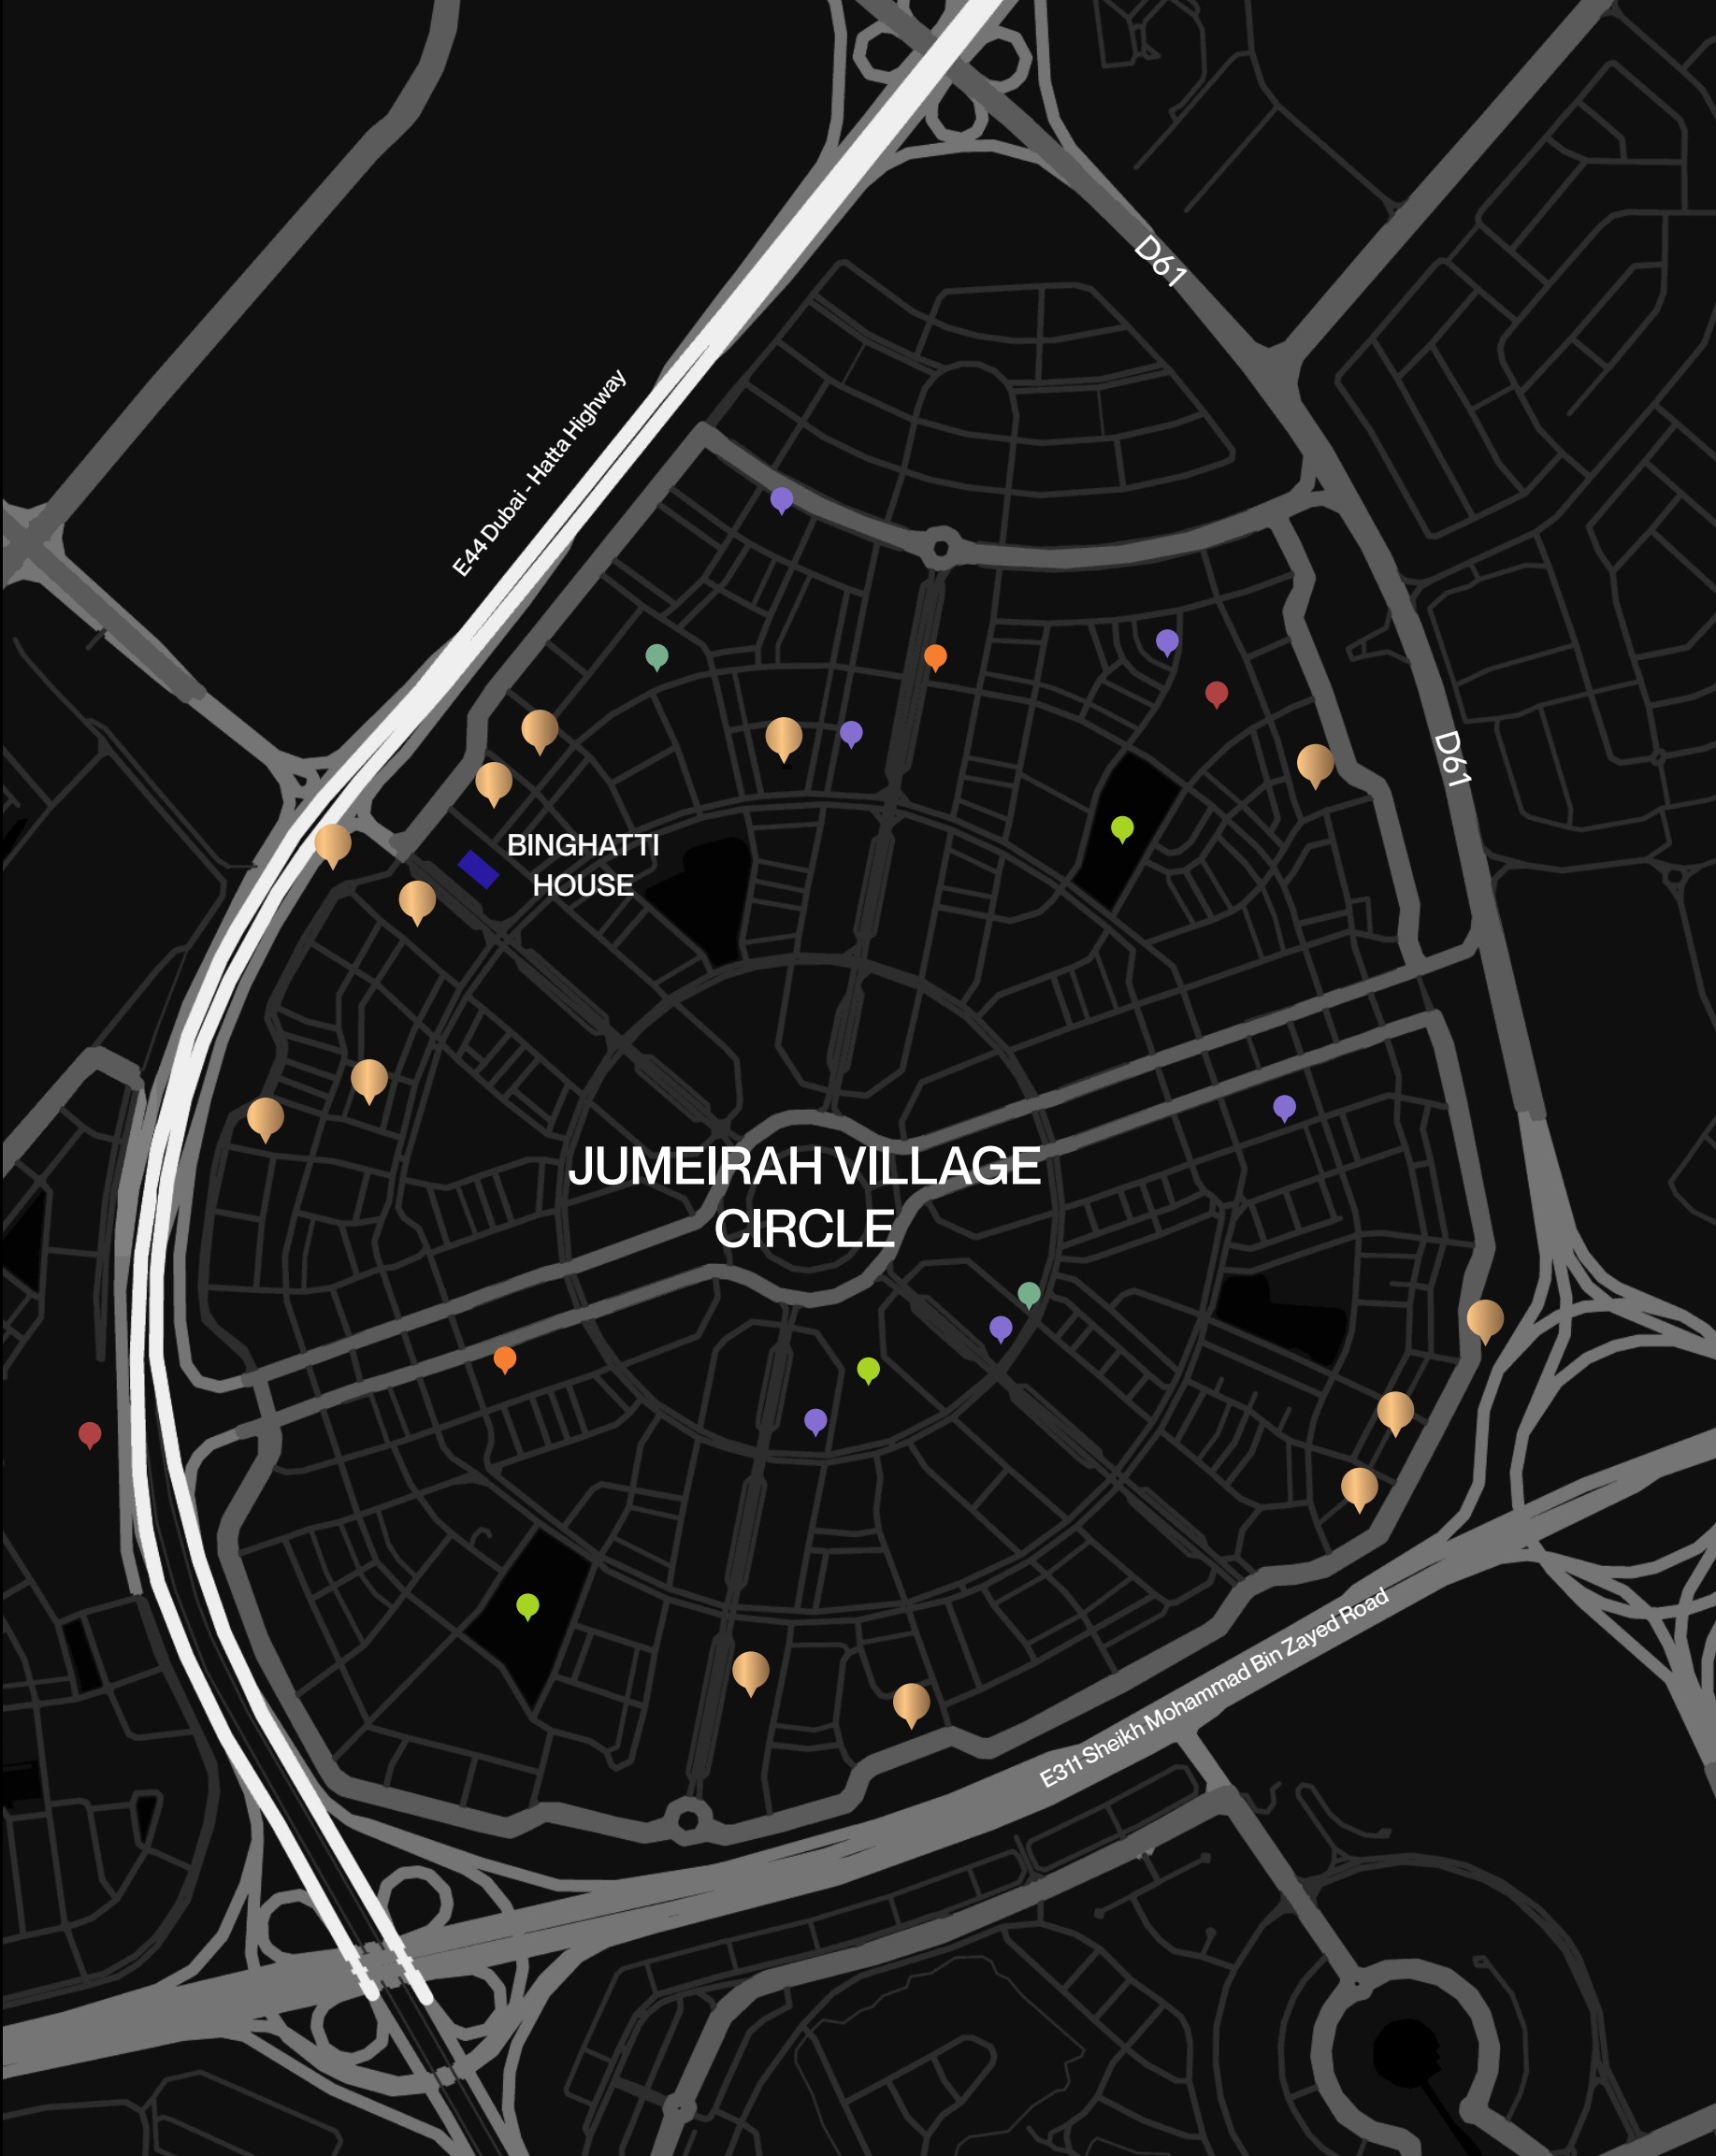 D61
E44 Dubai - Hatta Highway
D61
BINGHATTI
HOUSE
JUMEIRAH VILLAGE
CIRCLE
E311 Sheikh Mohammad Bin Zayed Road